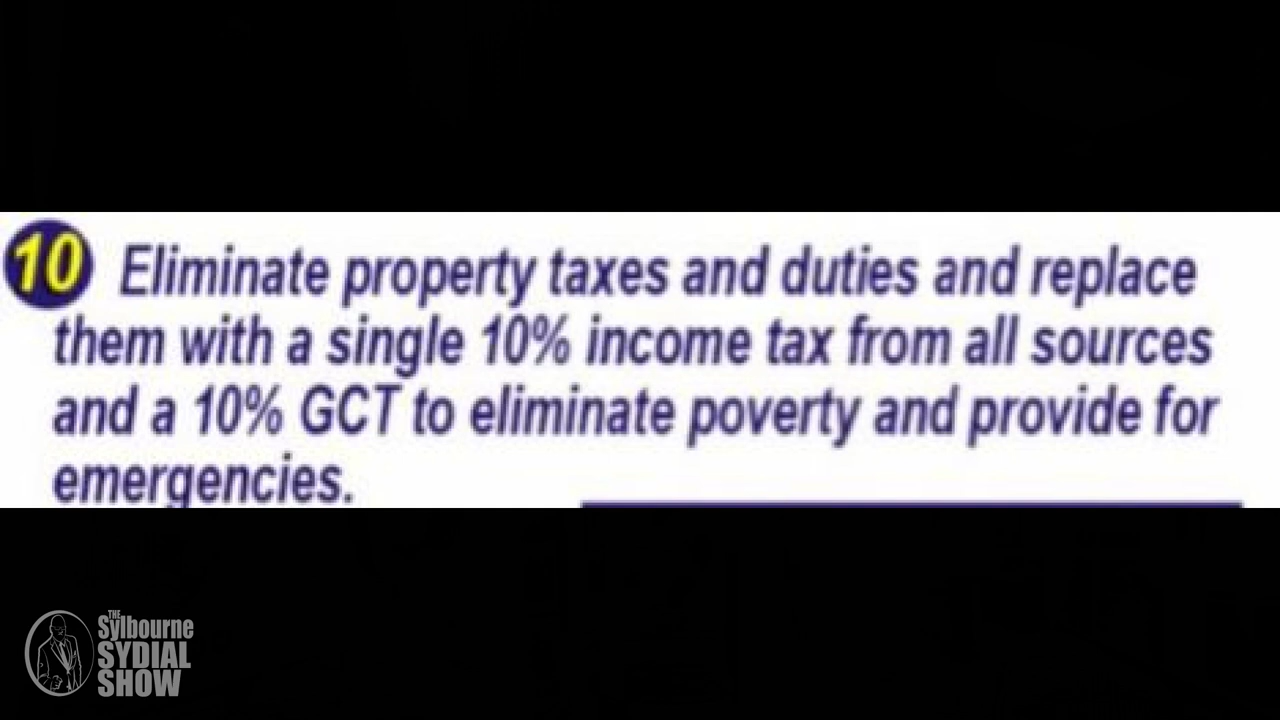 10 Eliminate property taxes and duties and replace
them with a single 10% income tax from all sources
and a 10% GCT to eliminate poverty and provide for
emergencies.
THE
Sylbourne
SYDIAL
SHOW